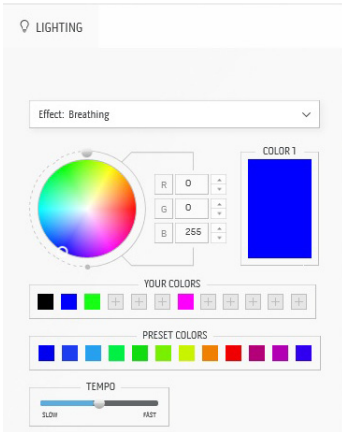 LIGHTING
Effect: Breathing
COLOR 1
R 0
G 0
B 255
YOUR COLORS
PRESET COLORS
TEMPO
SLOW FAST